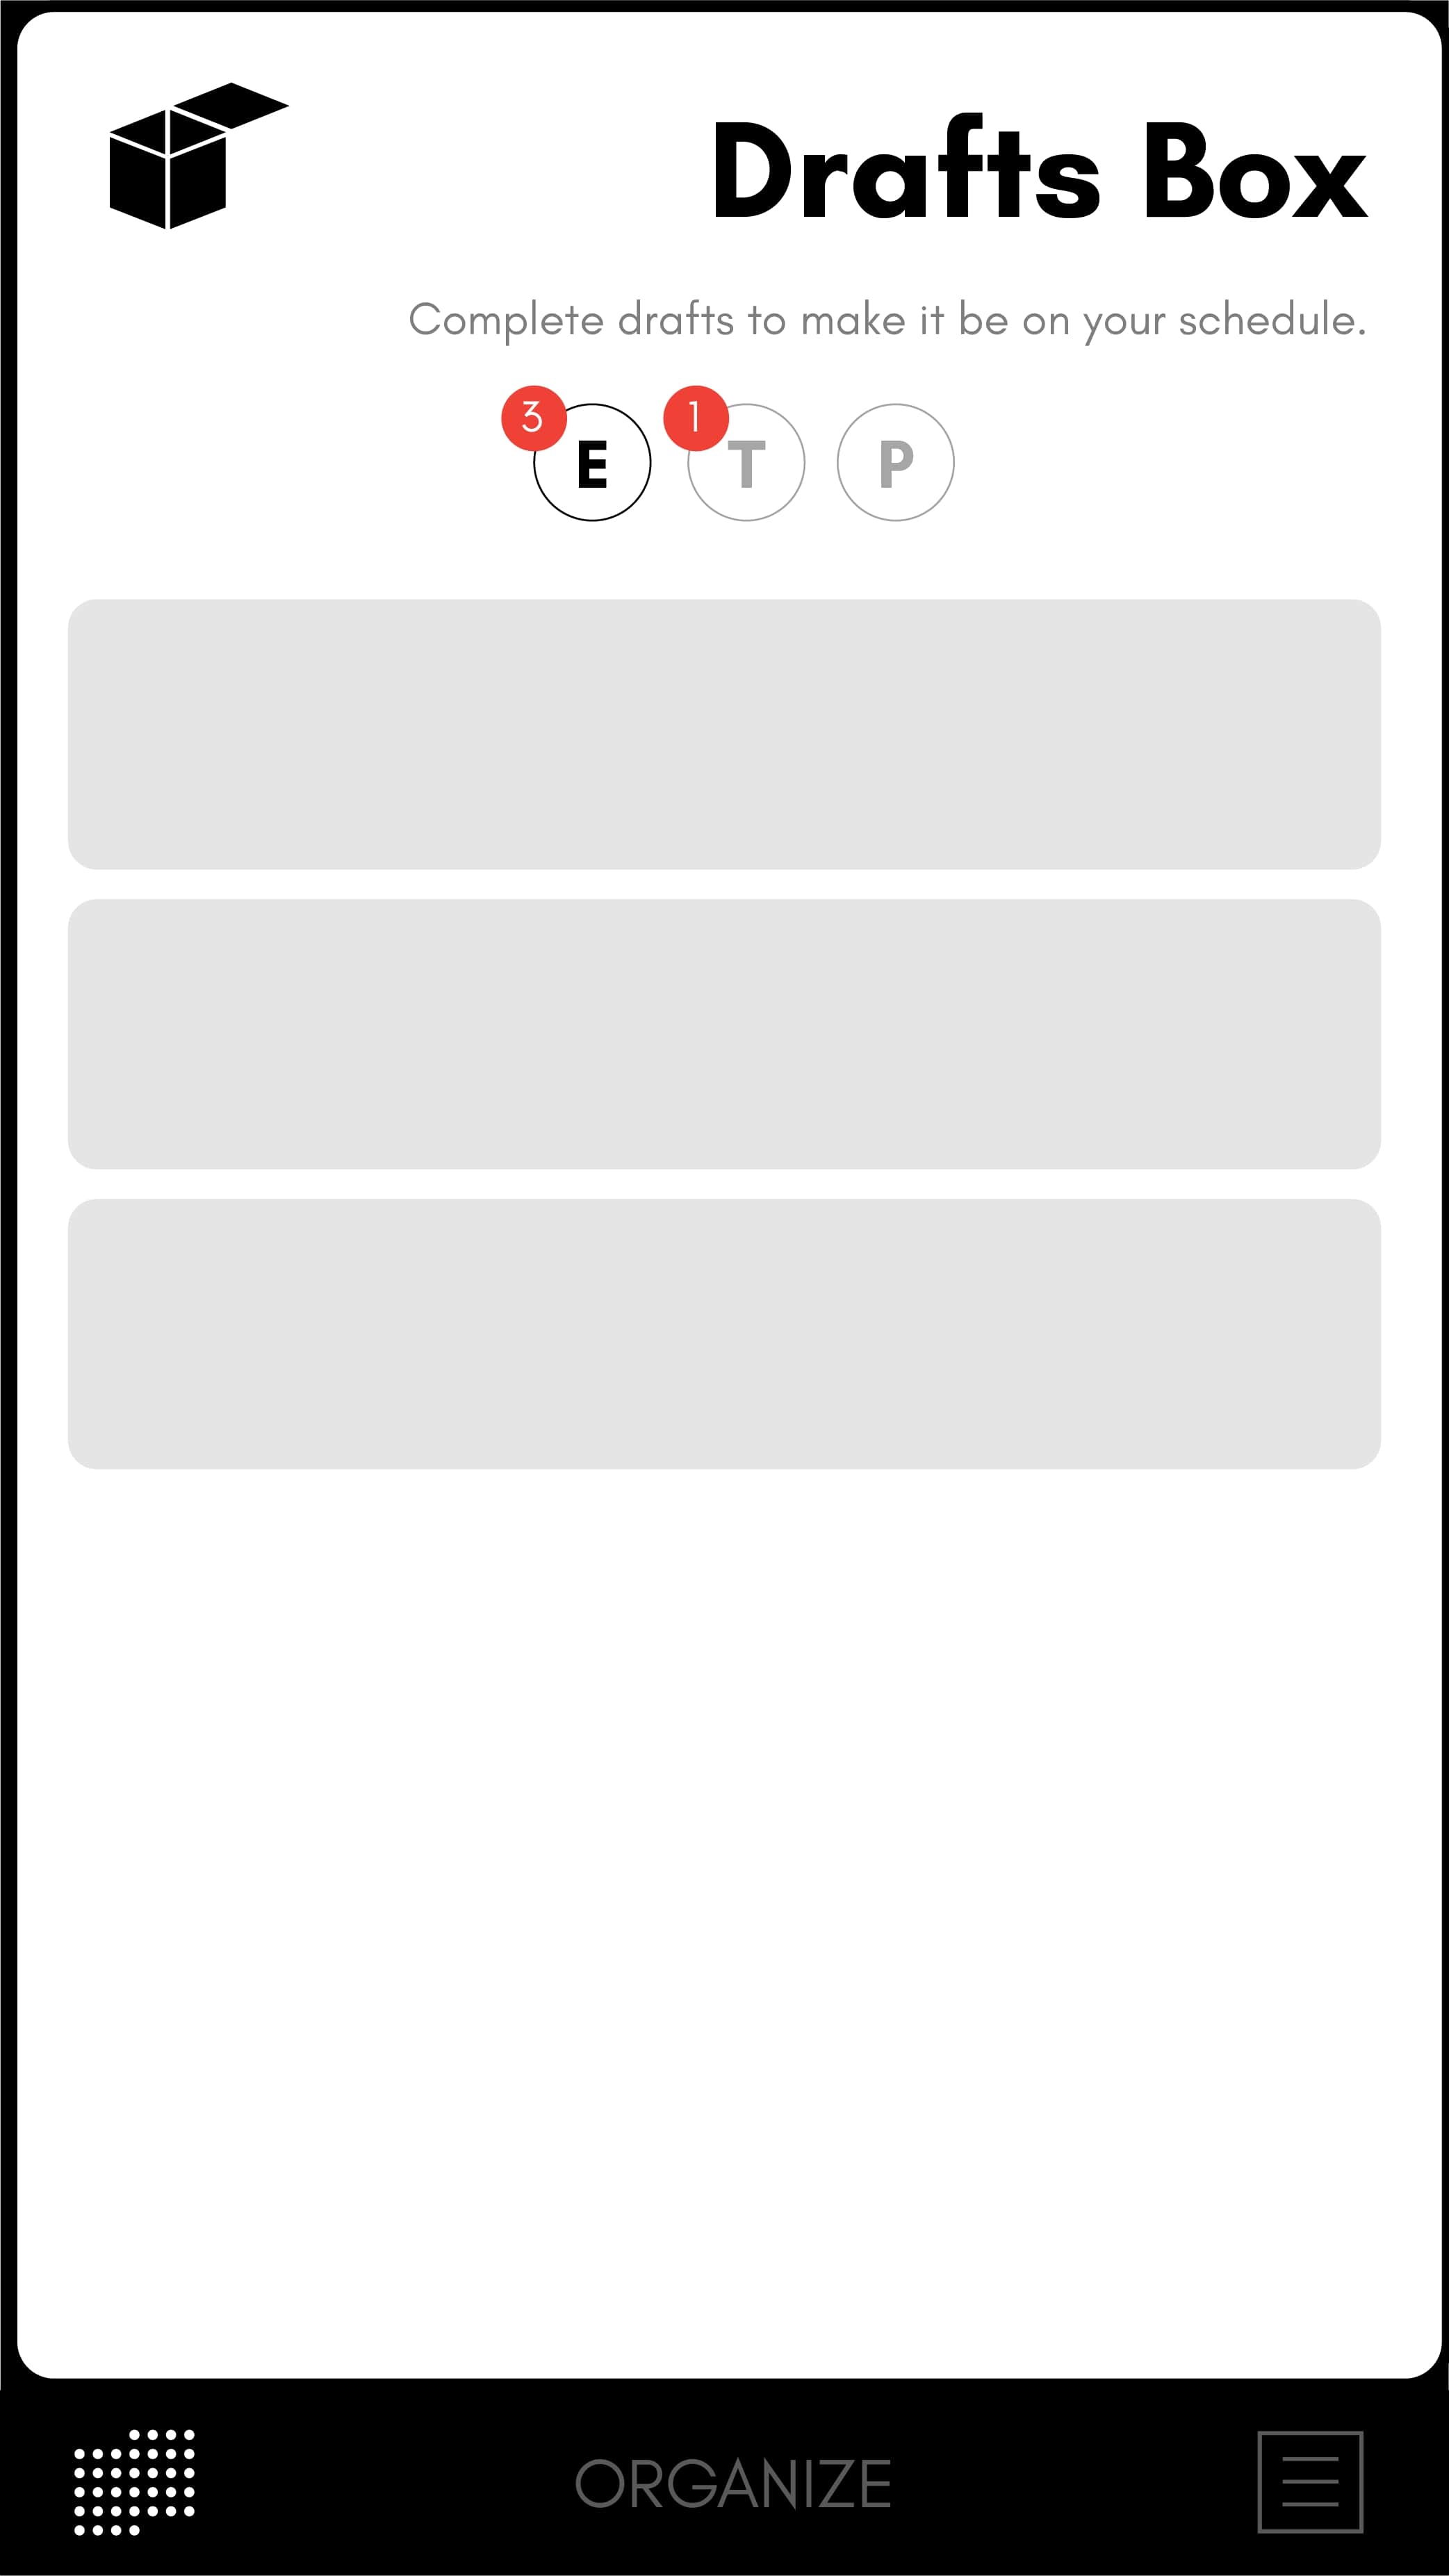 Drafts Box
Complete drafts to make it be on your schedule.
3 1
E T P
ORGANIZE